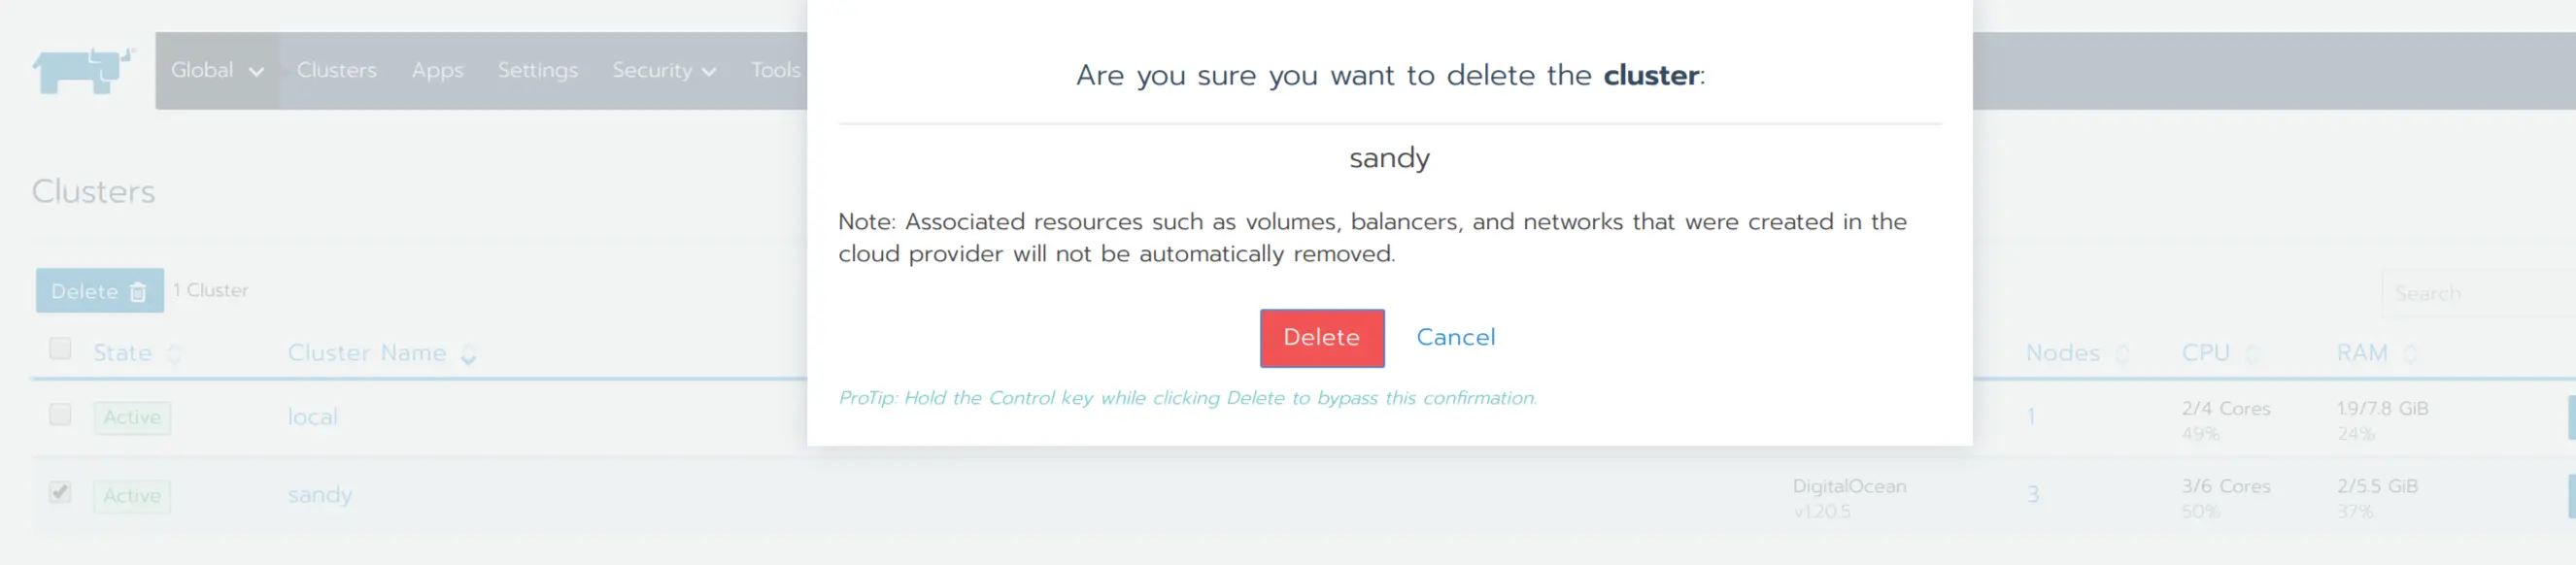 Global Clusters Apps Settings Security Tools
Are you sure you want to delete the cluster:
sandy
Note: Associated resources such as volumes, balancers, and networks that were created in the
cloud provider will not be automatically removed.
Delete Cancel
ProTip: Hold the Control key while clicking Delete to bypass this confirmation.
Clusters
Delete 1 Cluster Search
State Cluster Name Nodes CPU RAM
Active local 1 2/4 Cores 1.9/7.8 GiB
49% 24%
Active sandy DigitalOcean 3 3/6 Cores 2/5.5 GiB
v1.20.5 50% 37%